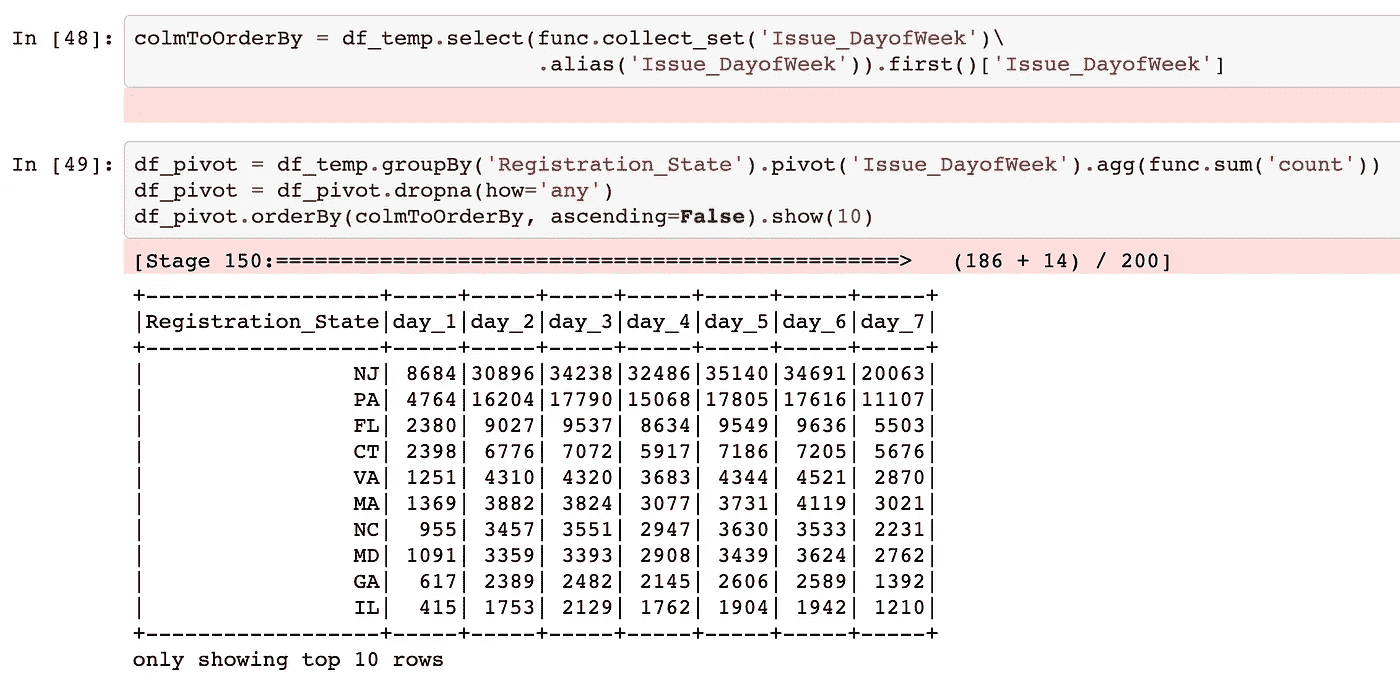 In [48]: colmToOrderBy = df_temp.select(func.collect_set('Issue_DayofWeek')\
.alias('Issue_DayofWeek')).first()['Issue_DayofWeek']
In [49]: df_pivot = df_temp.groupBy('Registration_State').pivot('Issue_DayofWeek').agg(func.sum('count'))
df_pivot = df_pivot.dropna(how='any')
df_pivot.orderBy(colmToOrderBy, ascending=False).show(10)
[Stage 150:================================================>   (186 + 14) / 200]
+------------------+-----+-----+-----+-----+-----+-----+-----+
|Registration_State|day_1|day_2|day_3|day_4|day_5|day_6|day_7|
+------------------+-----+-----+-----+-----+-----+-----+-----+
|                NJ| 8684|30896|34238|32486|35140|34691|20063|
|                PA| 4764|16204|17790|15068|17805|17616|11107|
|                FL| 2380| 9027| 9537| 8634| 9549| 9636| 5503|
|                CT| 2398| 6776| 7072| 5917| 7186| 7205| 5676|
|                VA| 1251| 4310| 4320| 3683| 4344| 4521| 2870|
|                MA| 1369| 3882| 3824| 3077| 3731| 4119| 3021|
|                NC|  955| 3457| 3551| 2947| 3630| 3533| 2231|
|                MD| 1091| 3359| 3393| 2908| 3439| 3624| 2762|
|                GA|  617| 2389| 2482| 2145| 2606| 2589| 1392|
|                IL|  415| 1753| 2129| 1762| 1904| 1942| 1210|
+------------------+-----+-----+-----+-----+-----+-----+-----+
only showing top 10 rows